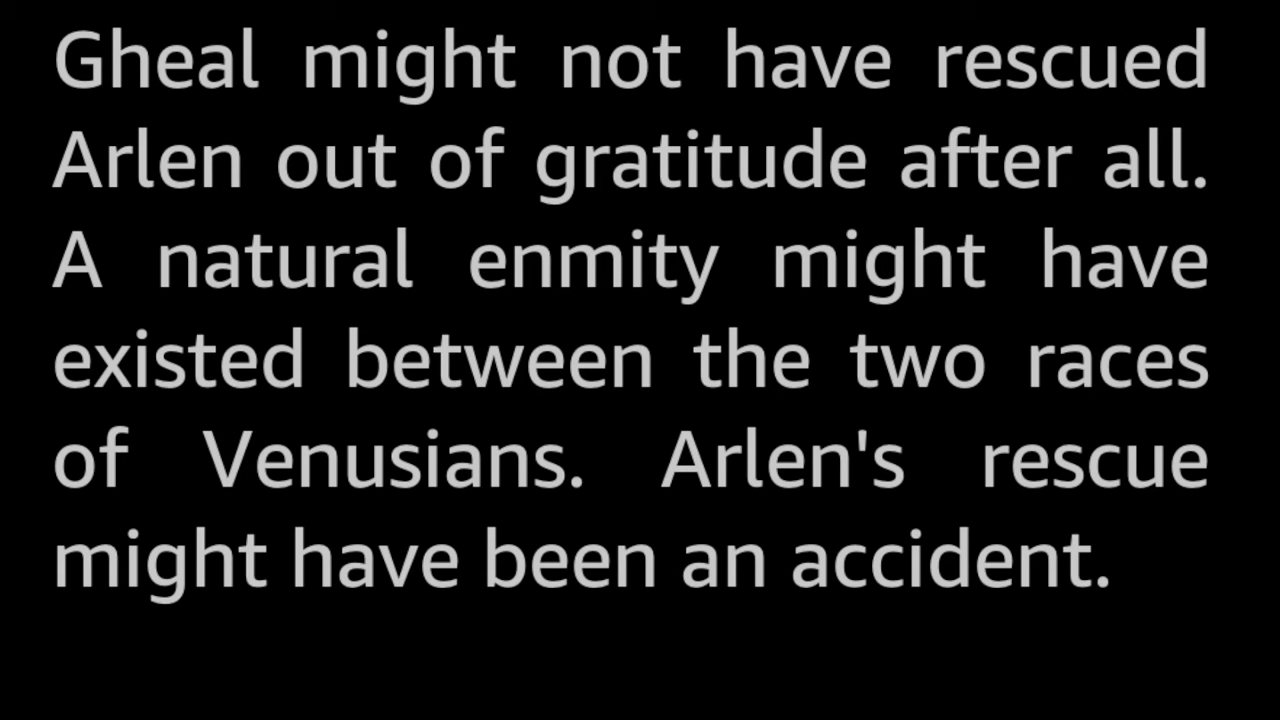 Gheal might not have rescued
Arlen out of gratitude after all.
A natural enmity might have
existed between the two races
of Venusians. Arlen's rescue
might have been an accident.